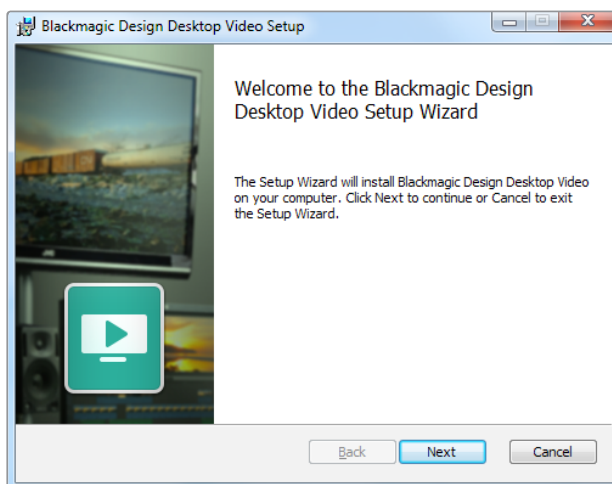 Blackmagic Design Desktop Video Setup
Welcome to the Blackmagic Design
Desktop Video Setup Wizard
The Setup Wizard will install Blackmagic Design Desktop Video
on your computer. Click Next to continue or Cancel to exit
the Setup Wizard.
JVC
Back
Next
Cancel